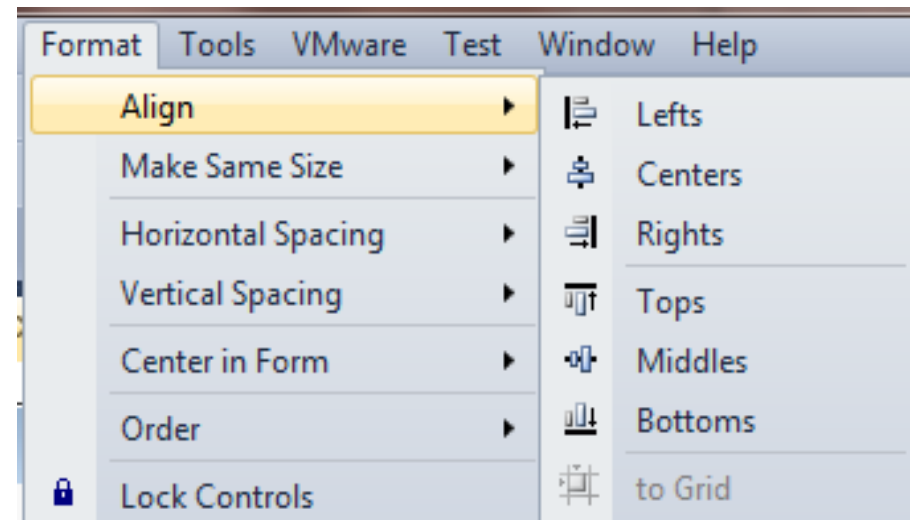 Format Tools VMware Test Window Help
Align
Make Same Size
Horizontal Spacing
Vertical Spacing
Center in Form
Order
Lock Controls
Lefts
Centers
Rights
Tops
Middles
Bottoms
to Grid